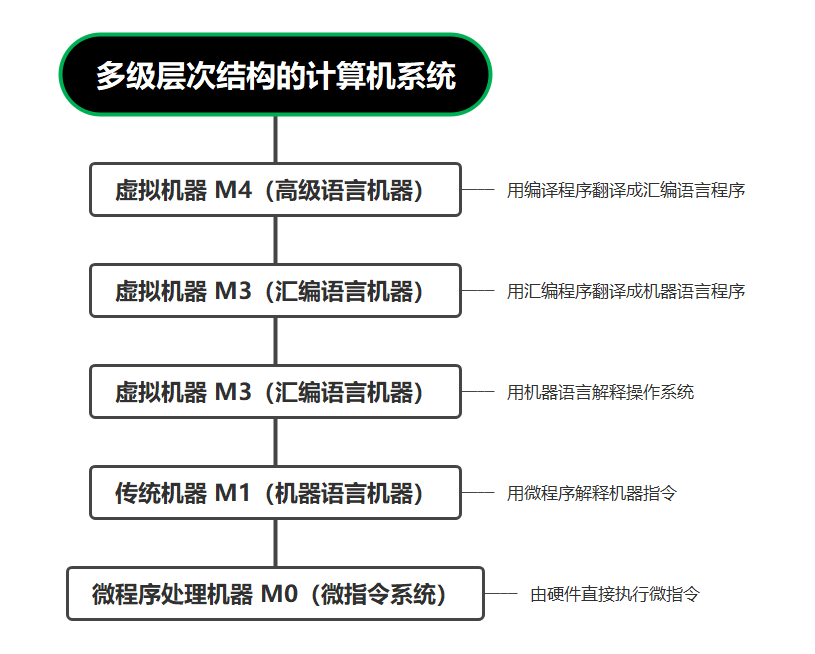 多级层次结构的计算机系统
虚拟机器 M4（高级语言机器）
用编译程序翻译成汇编语言程序
虚拟机器 M3（汇编语言机器）
用汇编程序翻译成机器语言程序
虚拟机器 M3（汇编语言机器）
用机器语言解释操作系统
传统机器 M1（机器语言机器）
用微程序解释机器指令
微程序处理机器 M0（微指令系统）
由硬件直接执行微指令